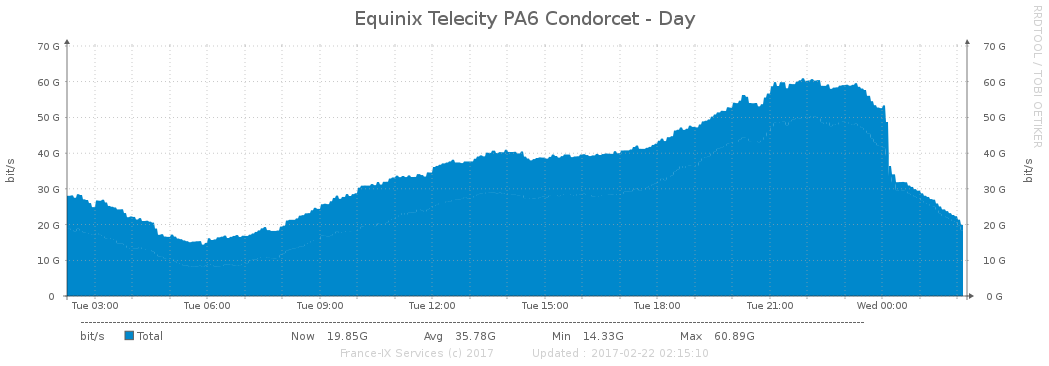 Equinix Telecity PA6 Condorcet - Day
RRDTOOL / TOBI OETIKER
bit/s
70 G
60 G
50 G
40 G
30 G
20 G
10 G
0
70 G
60 G
50 G
40 G
30 G
20 G
10 G
0 G
bit/s
Tue 03:00 Tue 06:00 Tue 09:00 Tue 12:00 Tue 15:00 Tue 18:00 Tue 21:00 Wed 00:00
bit/s Total Now 19.85G Avg 35.78G Min 14.33G Max 60.89G
France-IX Services (c) 2017 Updated : 2017-02-22 02:15:10